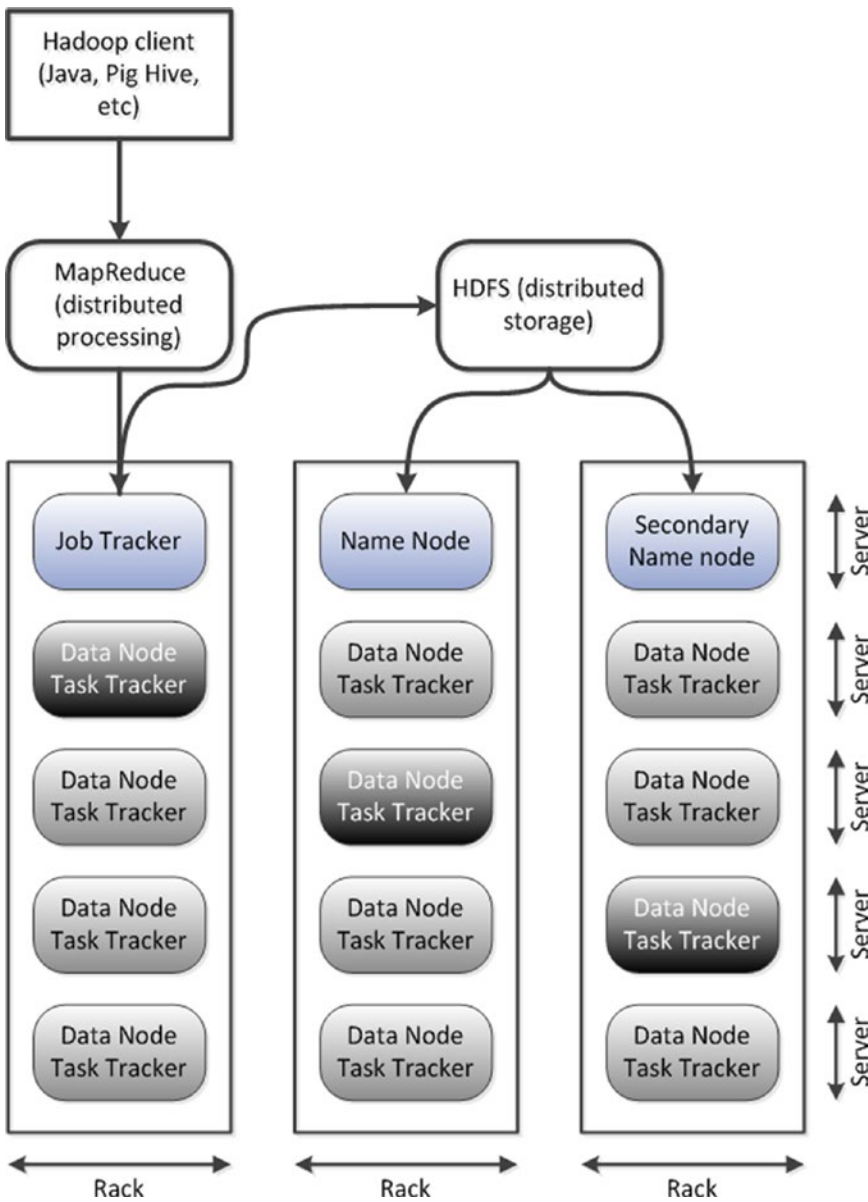 Hadoop client
(Java, Pig Hive,
etc)
MapReduce
(distributed
processing)
HDFS (distributed
storage)
Job Tracker
Name Node
Secondary
Name node
Server
Data Node
Task Tracker
Data Node
Task Tracker
Data Node
Task Tracker
Server
Data Node
Task Tracker
Data Node
Task Tracker
Data Node
Task Tracker
Server
Data Node
Task Tracker
Data Node
Task Tracker
Data Node
Task Tracker
Server
Data Node
Task Tracker
Data Node
Task Tracker
Data Node
Task Tracker
Server
Rack
Rack
Rack